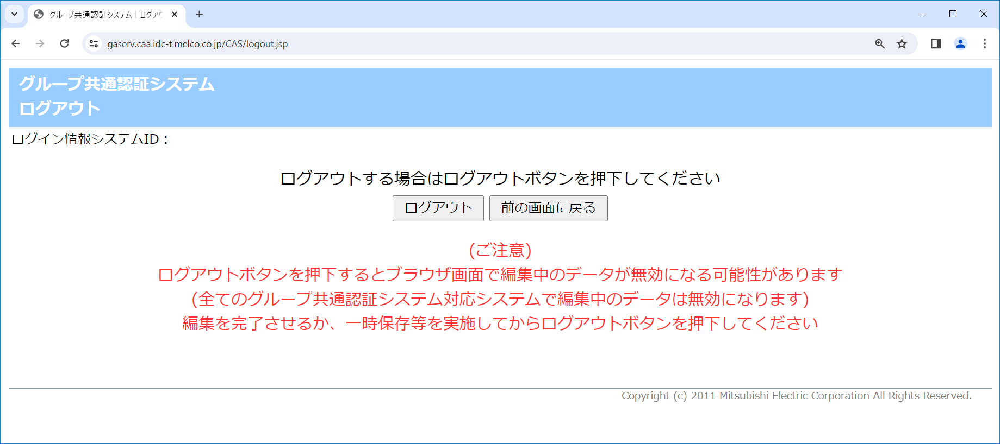 グループ共通認証システム｜ログアウ
gaserv.caa.idc-t.melco.co.jp/CAS/logout.jsp
グループ共通認証システム
ログアウト
ログイン情報システムID：
ログアウトする場合はログアウトボタンを押下してください
ログアウト 前の画面に戻る
(ご注意)
ログアウトボタンを押下するとブラウザ画面で編集中のデータが無効になる可能性があります
(全てのグループ共通認証システム対応システムで編集中のデータは無効になります)
編集を完了させるか、一時保存等を実施してからログアウトボタンを押下してください
Copyright (c) 2011 Mitsubishi Electric Corporation All Rights Reserved.